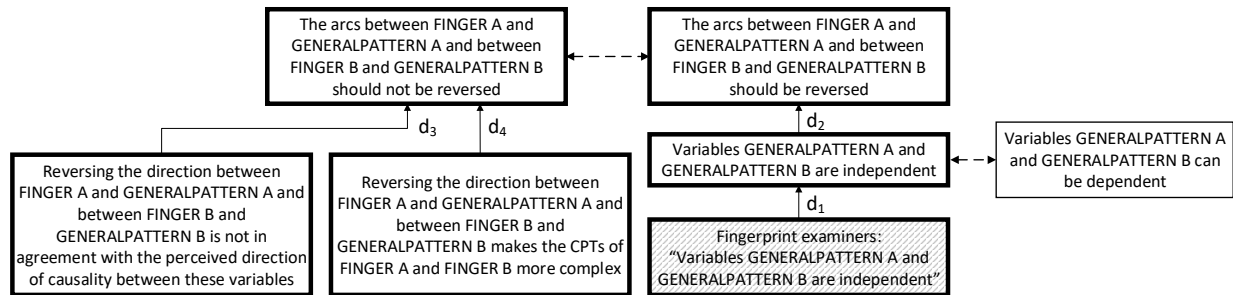 The arcs between FINGER A and
GENERALPATTERN A and between
FINGER B and GENERALPATTERN B
should not be reversed
The arcs between FINGER A and
GENERALPATTERN A and between
FINGER B and GENERALPATTERN B
should be reversed
d3
d4
d2
Reversing the direction between
FINGER A and GENERALPATTERN A and
between FINGER B and
GENERALPATTERN B is not in
agreement with the perceived direction
of causality between these variables
Reversing the direction between
FINGER A and GENERALPATTERN A and
between FINGER B and
GENERALPATTERN B makes the CPTs of
FINGER A and FINGER B more complex
Variables GENERALPATTERN A and
GENERALPATTERN B are independent
Variables GENERALPATTERN A
and GENERALPATTERN B can
be dependent
d1
Fingerprint examiners:
“Variables GENERALPATTERN A and
GENERALPATTERN B are independent”